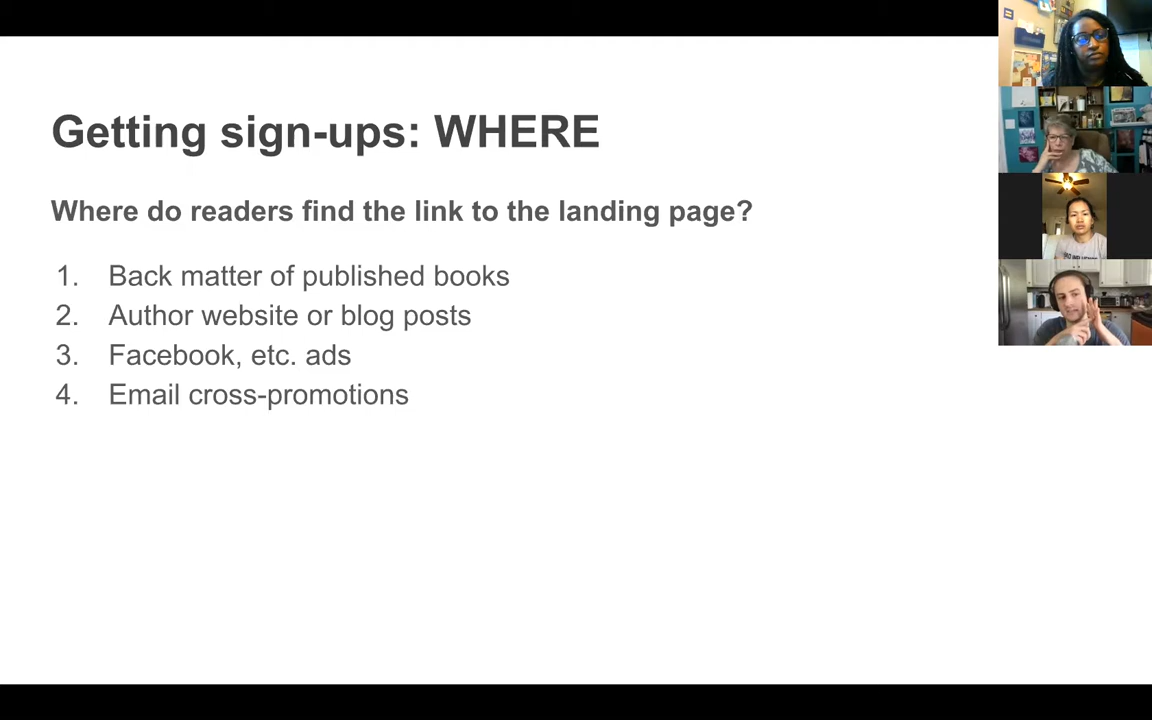 Getting sign-ups: WHERE
Where do readers find the link to the landing page?
1. Back matter of published books
2. Author website or blog posts
3. Facebook, etc. ads
4. Email cross-promotions